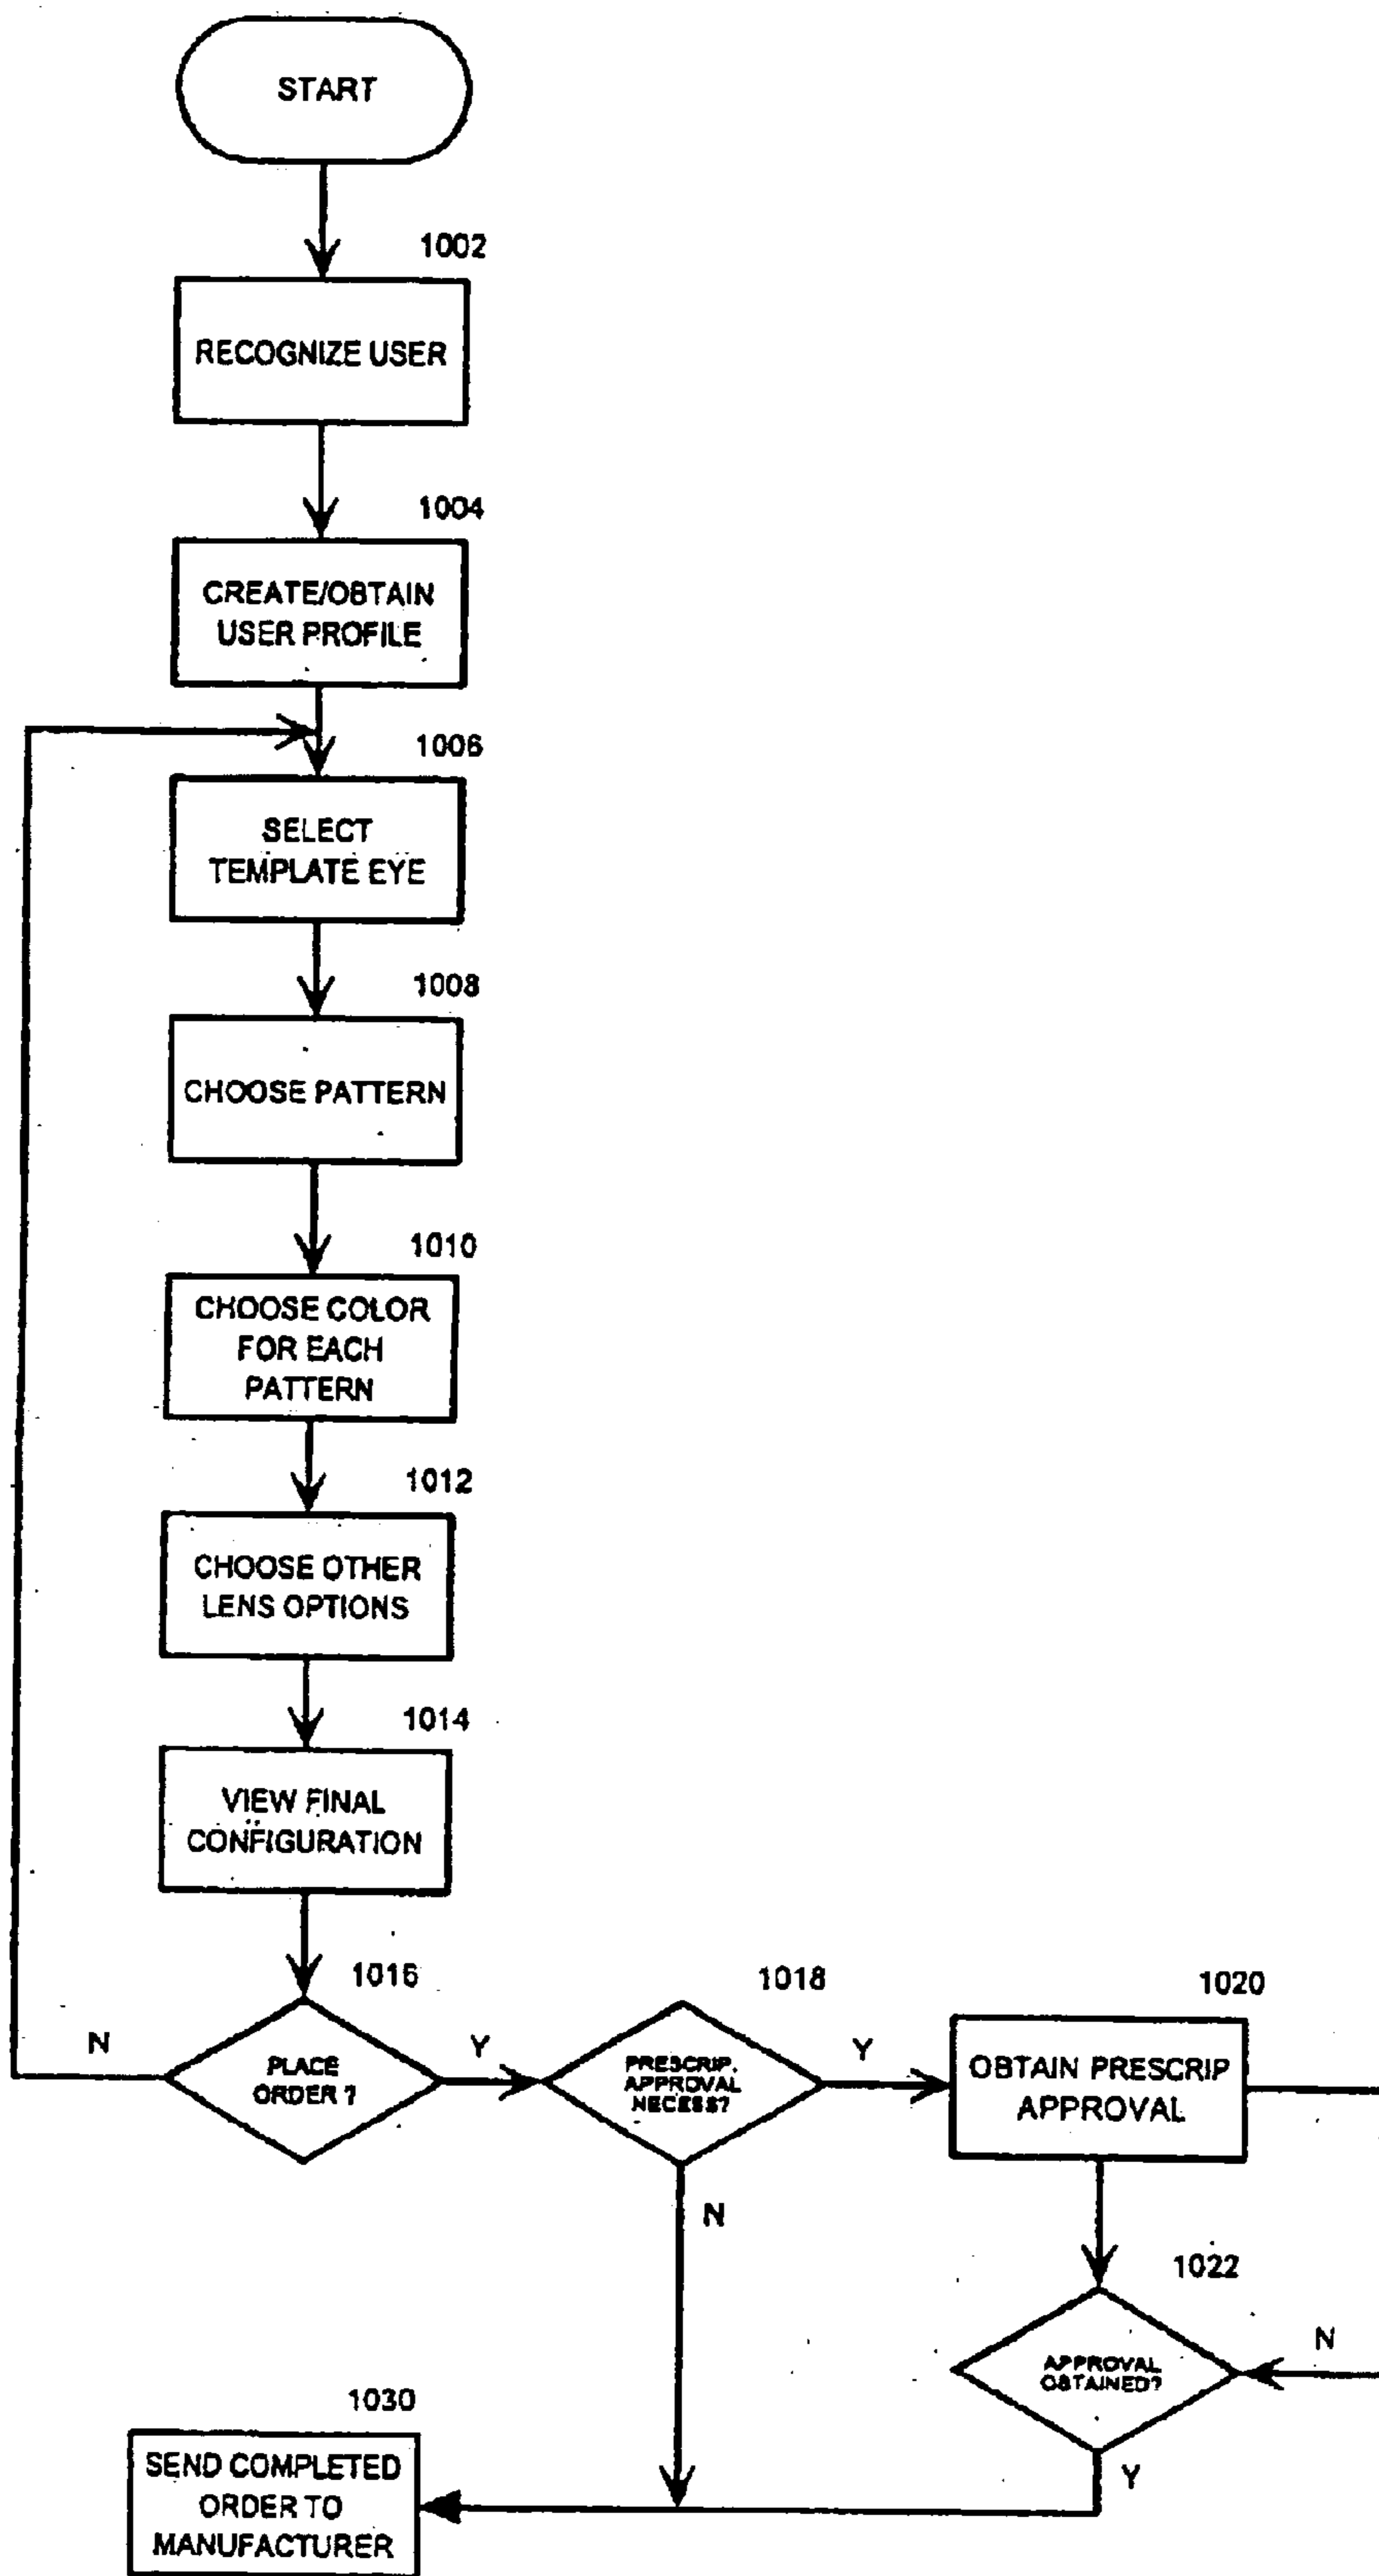 START
1002
RECOGNIZE USER
1004
CREATE/OBTAIN
USER PROFILE
1006
SELECT
TEMPLATE EYE
1008
CHOOSE PATTERN
1010
CHOOSE COLOR
FOR EACH
PATTERN
1012
CHOOSE OTHER
LENS OPTIONS
1014
VIEW FINAL
CONFIGURATION
1016
N
PLACE
ORDER ?
Y
1018
PRESCRIP.
APPROVAL
NECESS?
Y
N
1020
OBTAIN PRESCRIP
APPROVAL
1022
APPROVAL
OBTAINED?
N
Y
1030
SEND COMPLETED
ORDER TO
MANUFACTURER